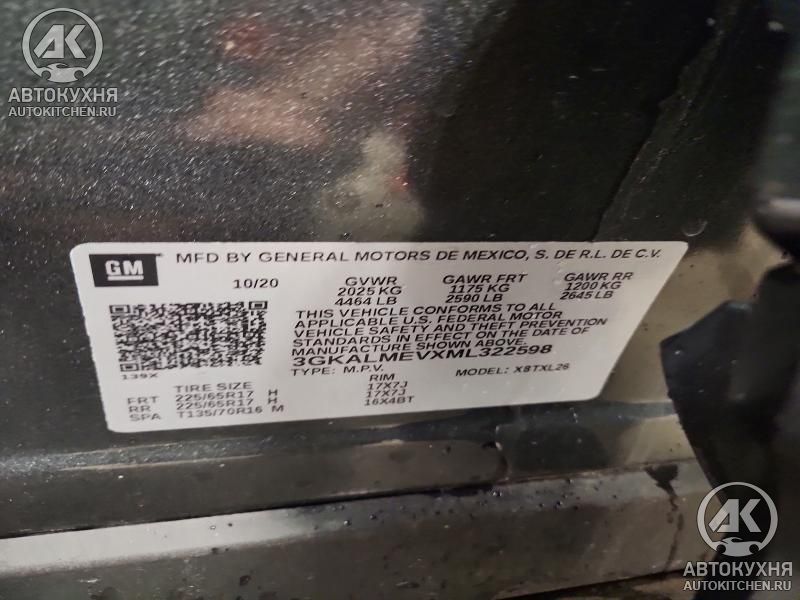 AK
АВТОКУХНЯ
AUTOKITCHEN.RU
GM
MFD BY GENERAL MOTORS DE MEXICO, S. DE R.L. DE C.V.
10/20 GVWR GAWR FRT GAWR RR
2025 KG 1175 KG 1200 KG
4464 LB 2590 LB 2645 LB
THIS VEHICLE CONFORMS TO ALL
APPLICABLE U.S. FEDERAL MOTOR
VEHICLE SAFETY AND THEFT PREVENTION
STANDARDS IN EFFECT ON THE DATE OF
MANUFACTURE SHOWN ABOVE.
3GKALMEVXML322598
139X
TYPE: M.P.V. MODEL: X8TXL26
TIRE SIZE RIM
FRT 225/65R17 H 17X7J
RR 225/65R17 H 17X7J
SPA T135/70R16 M 16X4BT
AK
АВТОКУХНЯ
AUTOKITCHEN.RU